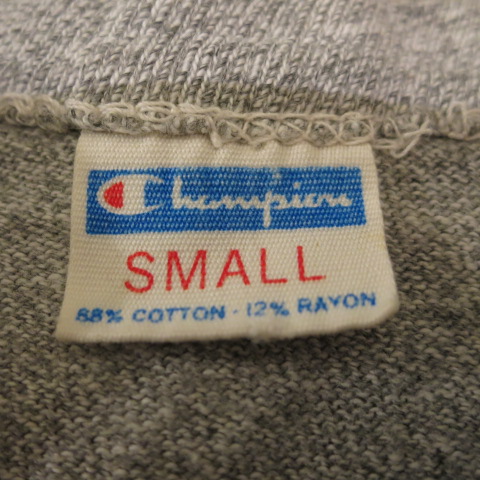 Champion
SMALL
88% COTTON · 12% RAYON